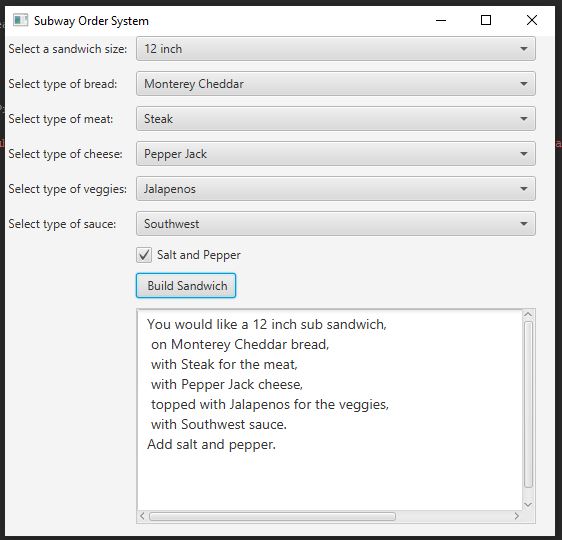 Subway Order System
Select a sandwich size: 12 inch
Select type of bread: Monterey Cheddar
Select type of meat: Steak
Select type of cheese: Pepper Jack
Select type of veggies: Jalapenos
Select type of sauce: Southwest
Salt and Pepper
Build Sandwich
You would like a 12 inch sub sandwich,
on Monterey Cheddar bread,
with Steak for the meat,
with Pepper Jack cheese,
topped with Jalapenos for the veggies,
with Southwest sauce.
Add salt and pepper.